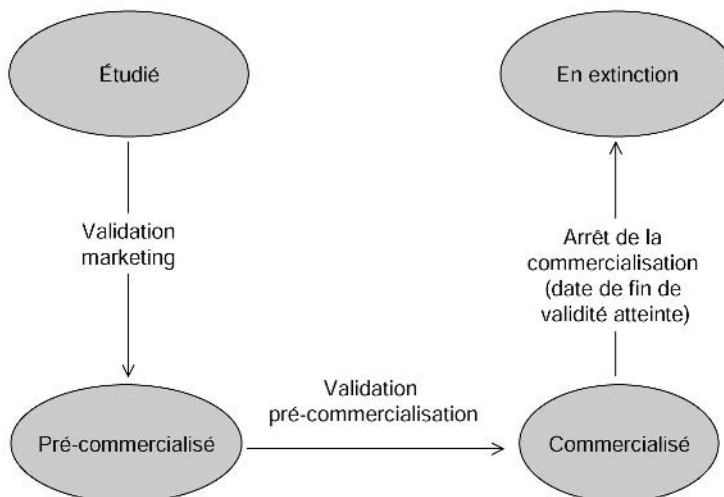 Étudié
En extinction
Validation
marketing
Arrêt de la
commercialisation
(date de fin de
validité atteinte)
Validation
pré-commercialisation
Pré-commercialisé
Commercialisé